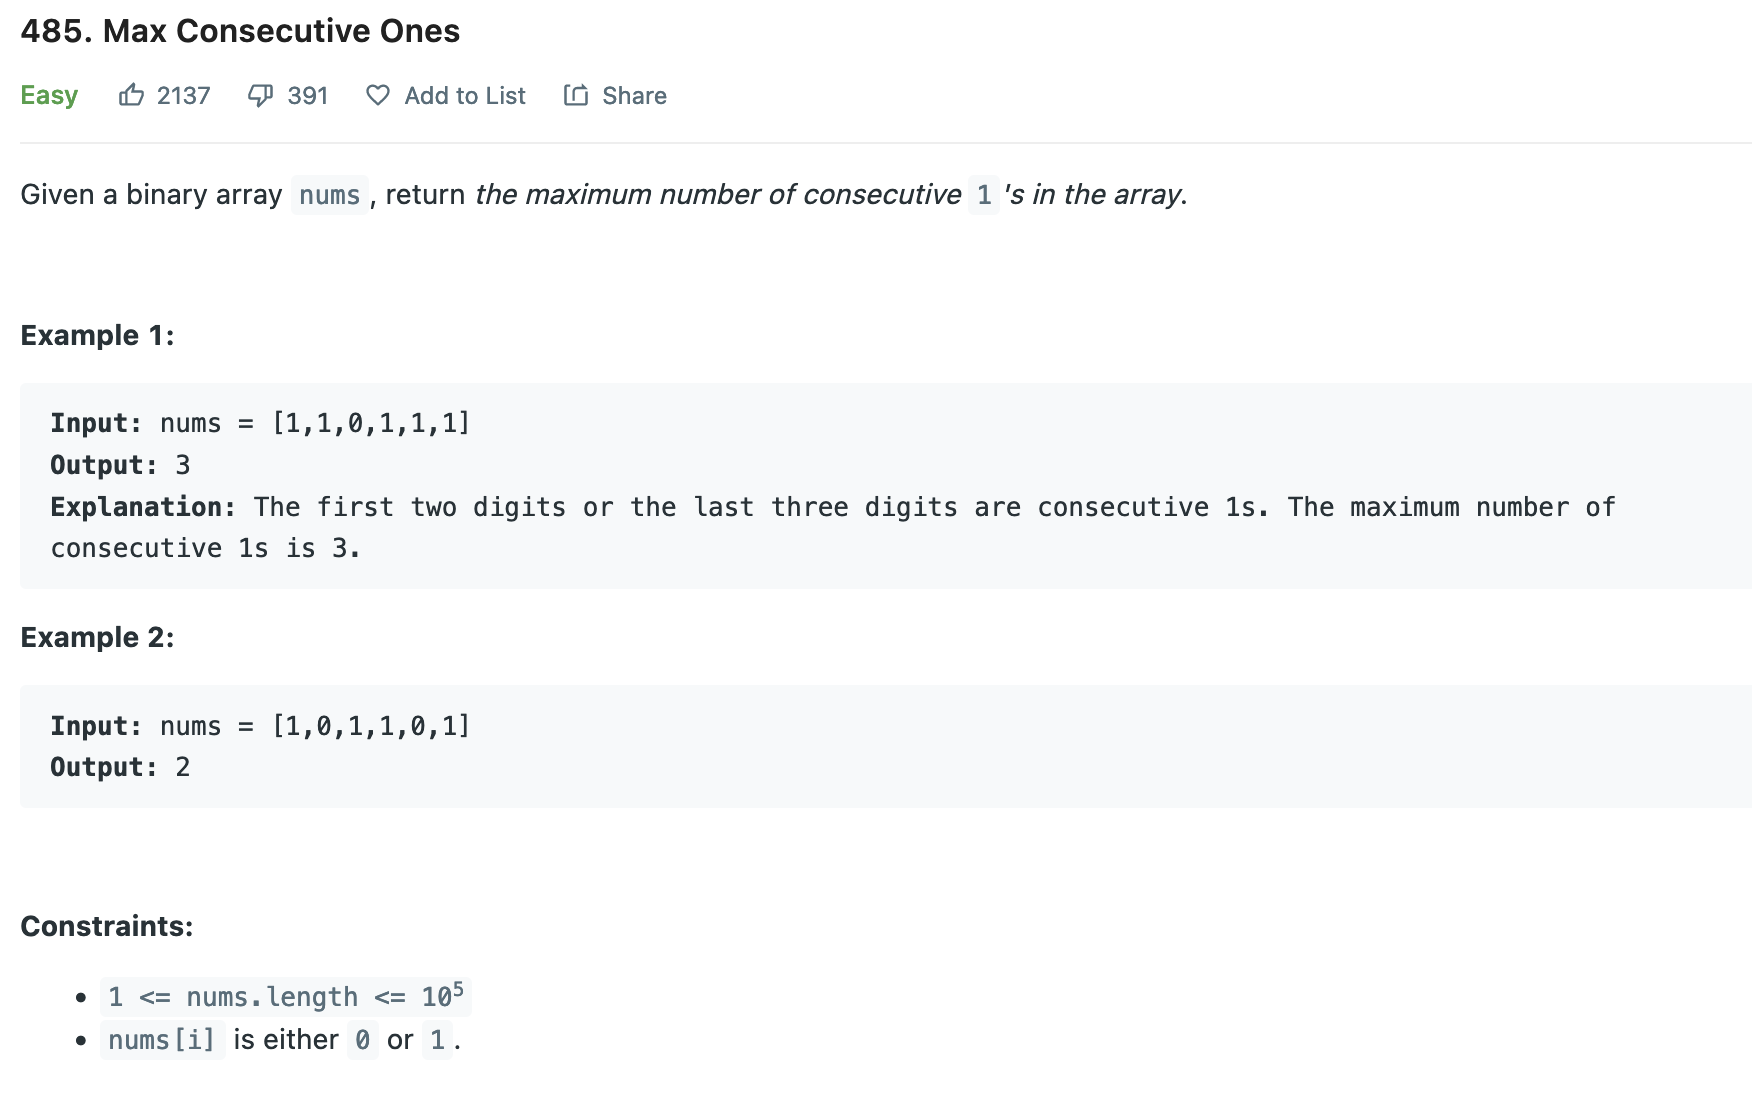 485. Max Consecutive Ones
Easy 2137 391 Add to List Share
Given a binary array nums, return the maximum number of consecutive 1's in the array.
Example 1:
Input: nums = [1,1,0,1,1,1]
Output: 3
Explanation: The first two digits or the last three digits are consecutive 1s. The maximum number of
consecutive 1s is 3.
Example 2:
Input: nums = [1,0,1,1,0,1]
Output: 2
Constraints:
• 1 <= nums.length <= 10⁵
• nums[i] is either 0 or 1.